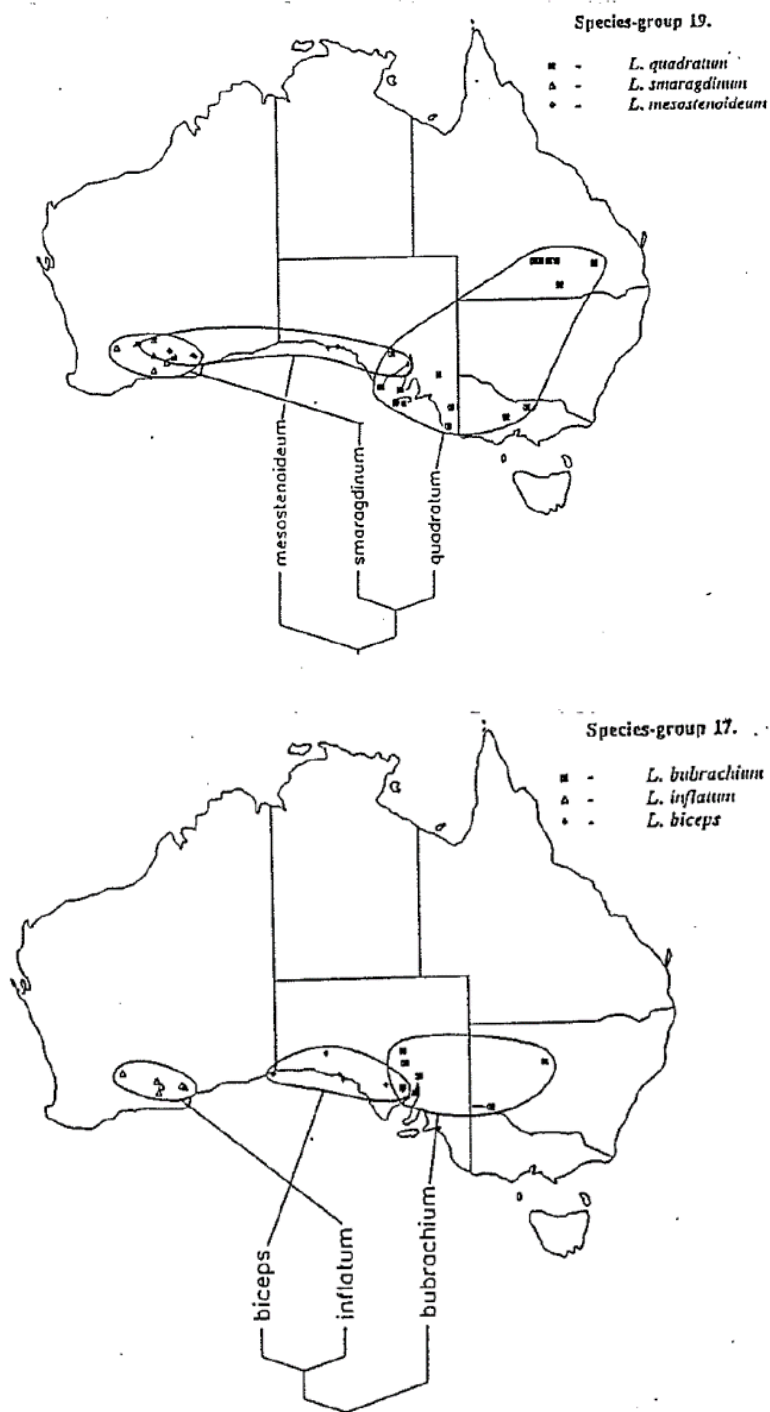 Species-group 19.
■ - L. quadratum
△ - L. smaragdinum
♦ - L. mesostenoideum
mesostenoideum
smaragdinum
quadratum
Species-group 17.
■ - L. bubrachium
△ - L. inflatum
♦ - L. biceps
biceps
inflatum
bubrachium